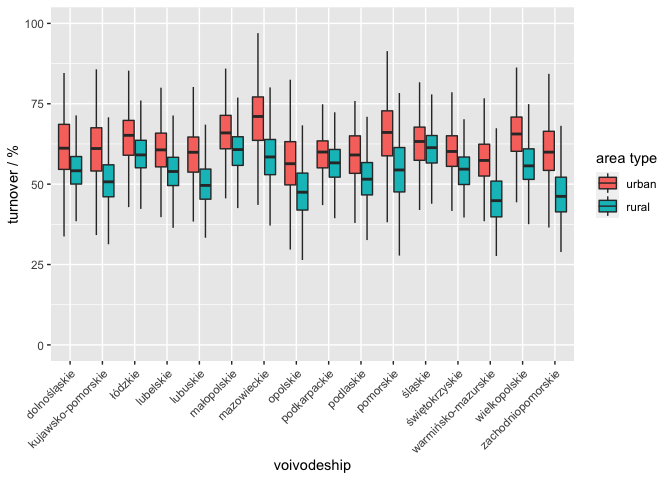 100
75
50
25
0
turnover / %
dolnośląskie
kujawsko-pomorskie
łódzkie
lubelskie
lubuskie
małopolskie
mazowieckie
opolskie
podkarpackie
podlaskie
pomorskie
śląskie
świętokrzyskie
warmińsko-mazurskie
wielkopolskie
zachodniopomorskie
voivodeship
area type
urban
rural